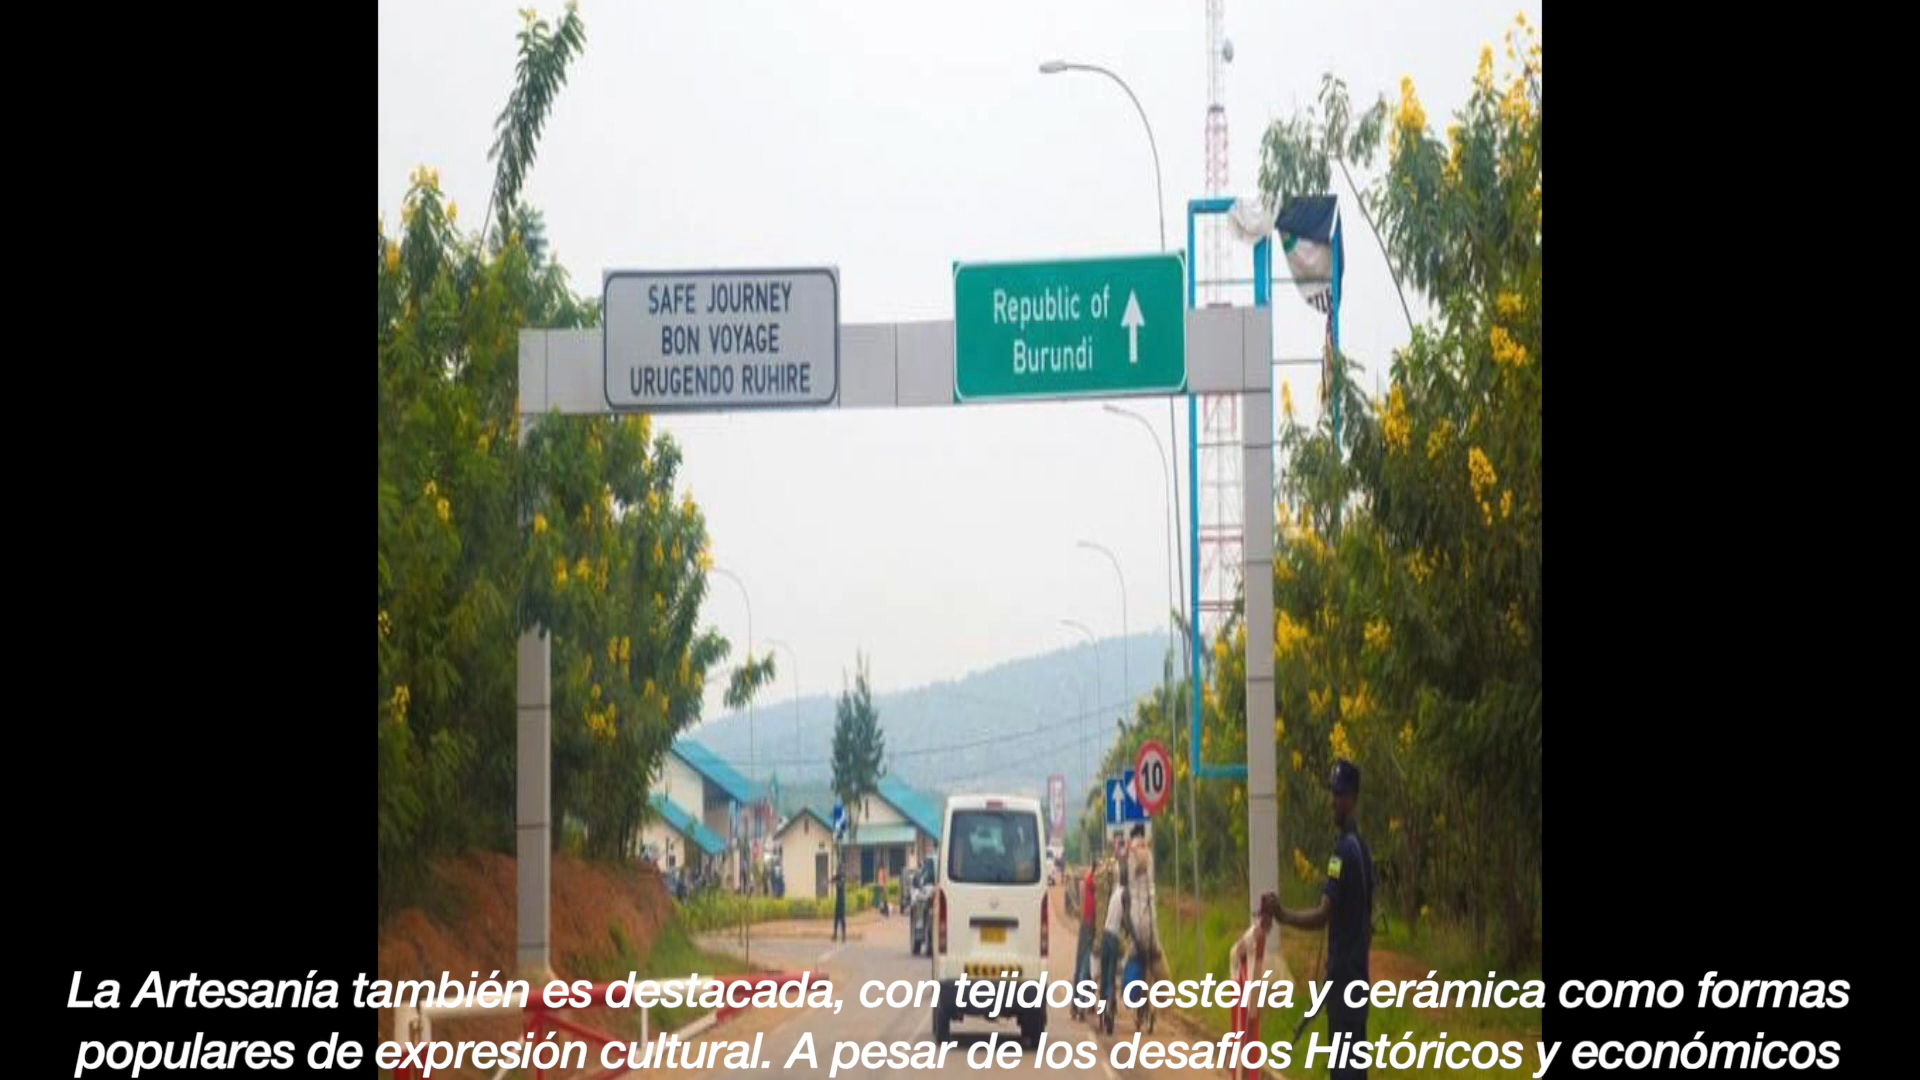 SAFE JOURNEY
BON VOYAGE
URUGENDO RUHIRE
Republic of
Burundi
10
La Artesanía también es destacada, con tejidos, cestería y cerámica como formas
populares de expresión cultural. A pesar de los desafíos Históricos y económicos